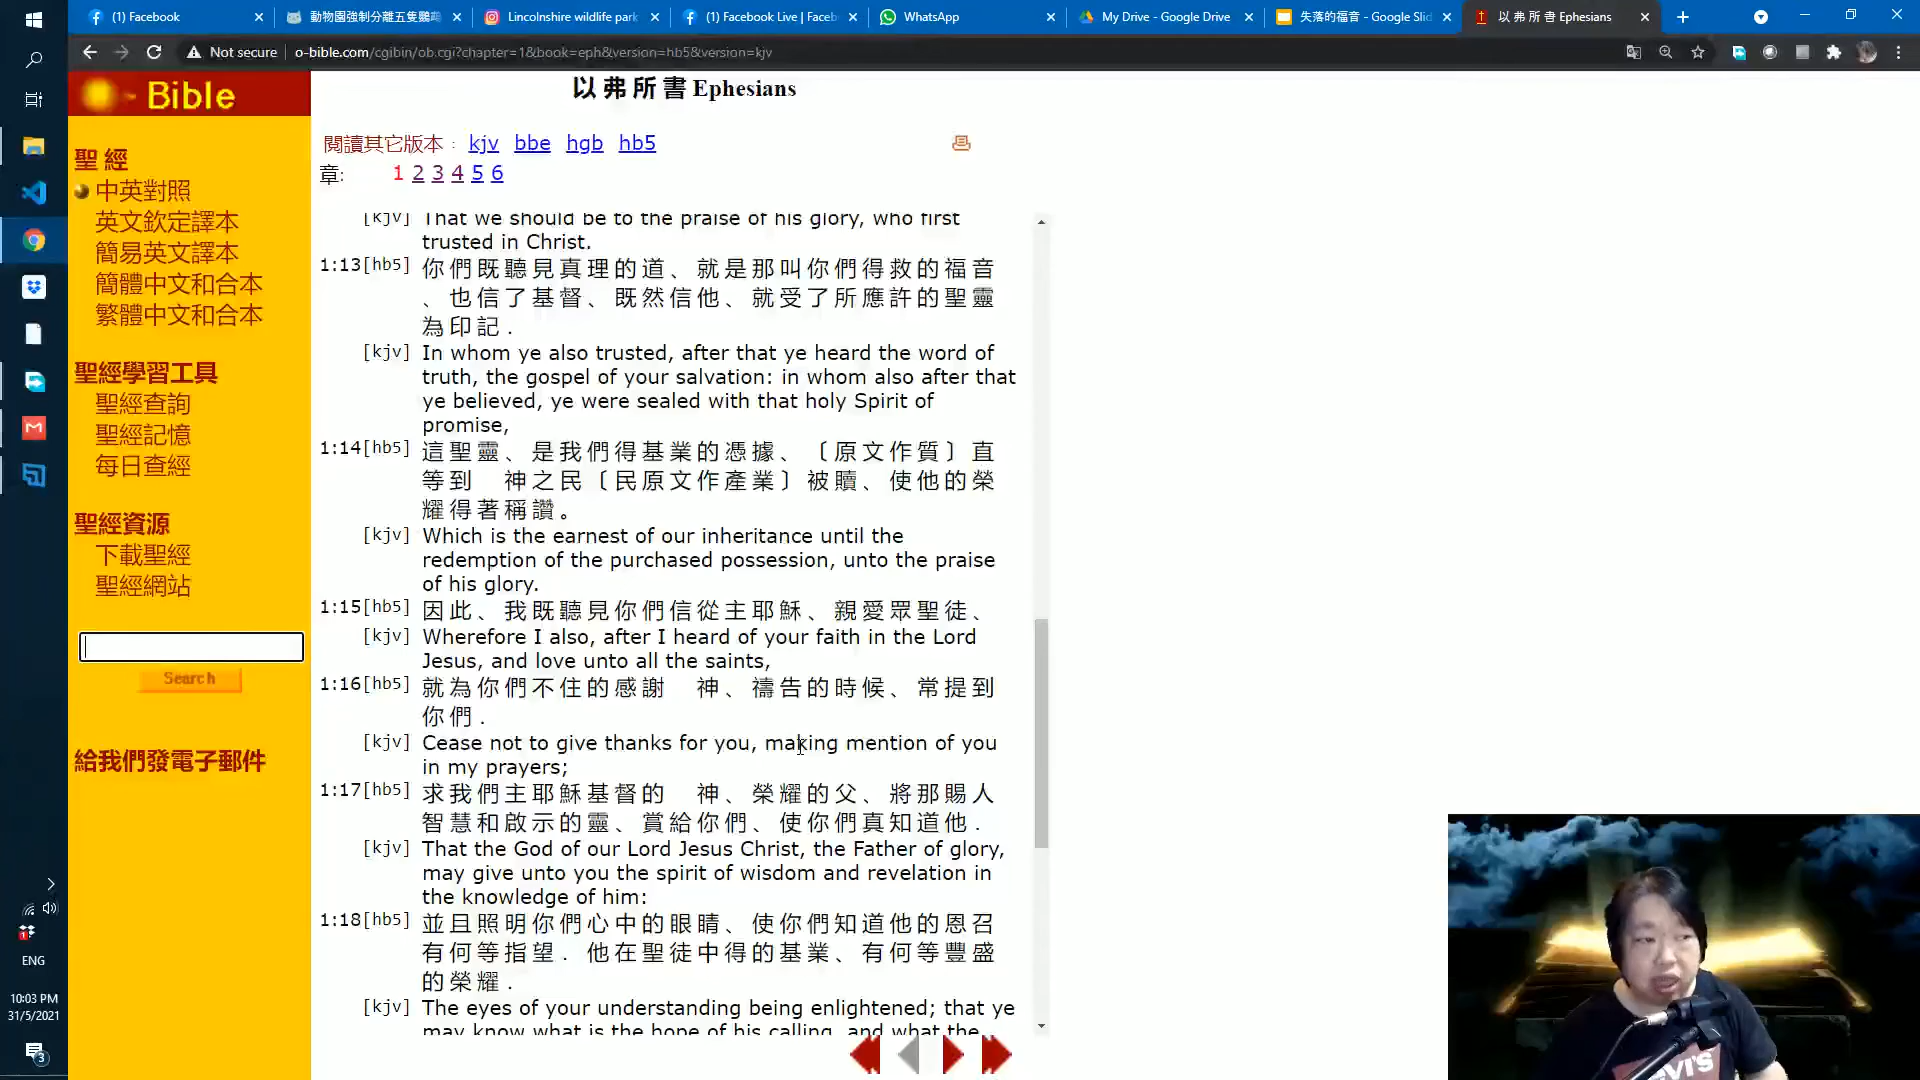 (1) Facebook
動物園強制分離五隻鸚鵡
Lincolnshire wildlife park
(1) Facebook Live | Faceb
WhatsApp
My Drive - Google Drive
失落的福音 - Google Slid
以 弗 所 書 Ephesians
Not secure
o-bible.com/cgibin/ob.cgi?chapter=1&book=eph&version=hb5&version=kjv
Bible
聖 經
中英對照
英文欽定譯本
簡易英文譯本
簡體中文和合本
繁體中文和合本
聖經學習工具
聖經查詢
聖經記憶
每日查經
聖經資源
下載聖經
聖經網站
Search
給我們發電子郵件
以 弗 所 書 Ephesians
閱讀其它版本 : kjv bbe hgb hb5
章: 1 2 3 4 5 6
[kjv] That we should be to the praise of his glory, who first
trusted in Christ.
1:13[hb5] 你們既聽見真理的道、就是那叫你們得救的福音
、也信了基督、既然信他、就受了所應許的聖靈
為印記．
[kjv] In whom ye also trusted, after that ye heard the word of
truth, the gospel of your salvation: in whom also after that
ye believed, ye were sealed with that holy Spirit of
promise,
1:14[hb5] 這聖靈、是我們得基業的憑據、〔原文作質〕直
等到　神之民〔民原文作產業〕被贖、使他的榮
耀得著稱讚。
[kjv] Which is the earnest of our inheritance until the
redemption of the purchased possession, unto the praise
of his glory.
1:15[hb5] 因此、我既聽見你們信從主耶穌、親愛眾聖徒、
[kjv] Wherefore I also, after I heard of your faith in the Lord
Jesus, and love unto all the saints,
1:16[hb5] 就為你們不住的感謝　神、禱告的時候、常提到
你們．
[kjv] Cease not to give thanks for you, making mention of you
in my prayers;
1:17[hb5] 求我們主耶穌基督的　神、榮耀的父、將那賜人
智慧和啟示的靈、賞給你們、使你們真知道他．
[kjv] That the God of our Lord Jesus Christ, the Father of glory,
may give unto you the spirit of wisdom and revelation in
the knowledge of him:
1:18[hb5] 並且照明你們心中的眼睛、使你們知道他的恩召
有何等指望．他在聖徒中得的基業、有何等豐盛
的榮耀．
[kjv] The eyes of your understanding being enlightened; that ye
may know what is the hope of his calling, and what the
ENG
10:03 PM
31/5/2021
3